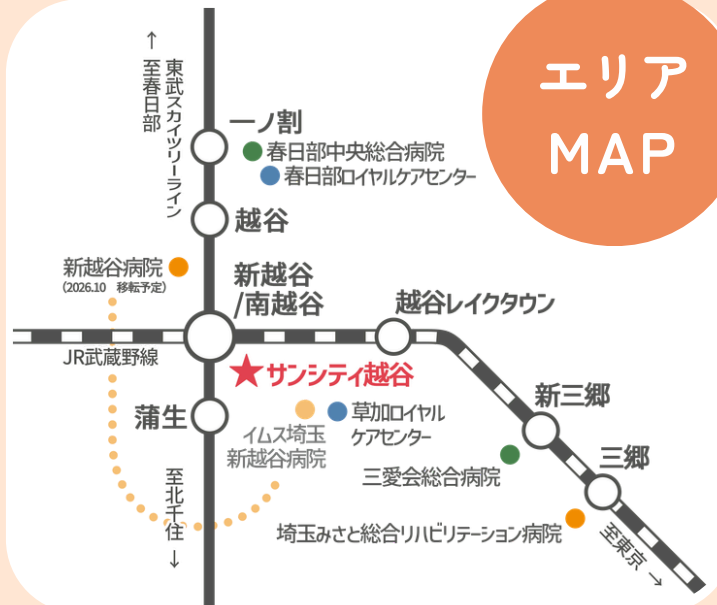 エリア
MAP
↑
至春日部
東武スカイツリーライン
一ノ割
春日部中央総合病院
春日部ロイヤルケアセンター
越谷
新越谷病院
(2026.10 移転予定)
新越谷
/南越谷
越谷レイクタウン
JR武蔵野線
★サンシティ越谷
蒲生
イムス埼玉
新越谷病院
草加ロイヤル
ケアセンター
新三郷
三愛会総合病院
三郷
至北千住
↓
埼玉みさと総合リハビリテーション病院
至東京→